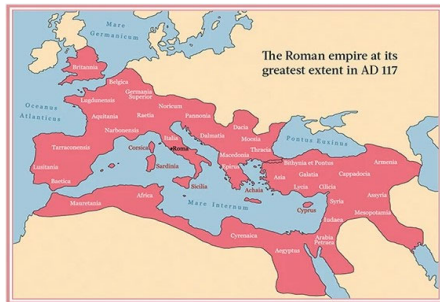 Mare
Germanicum
The Roman empire at its
greatest extent in AD 117
Britannia
Belgica
Germania
Superior
Lugdonensis
Oceanus
Atlanticus
Noricum
Raetia
Pannonia
Aquitania
Dacia
Narbonensis
Italia
Dalmatia
Moesia
Pontus Euxinus
Tarraconensis
Corsica
Roma
Thracia
Armenia
Macedonia
Bithynia et Pontus
Lusitania
Sardinia
Epirus
Asia
Galatia
Cappadocia
Baetica
Sicilia
Achaia
Lycia
Cilicia
Assyria
Mauretania
Africa
Mare Internum
Cyprus
Syria
Mesopotamia
Iudaea
Cyrenaica
Arabia
Petraea
Aegyptus